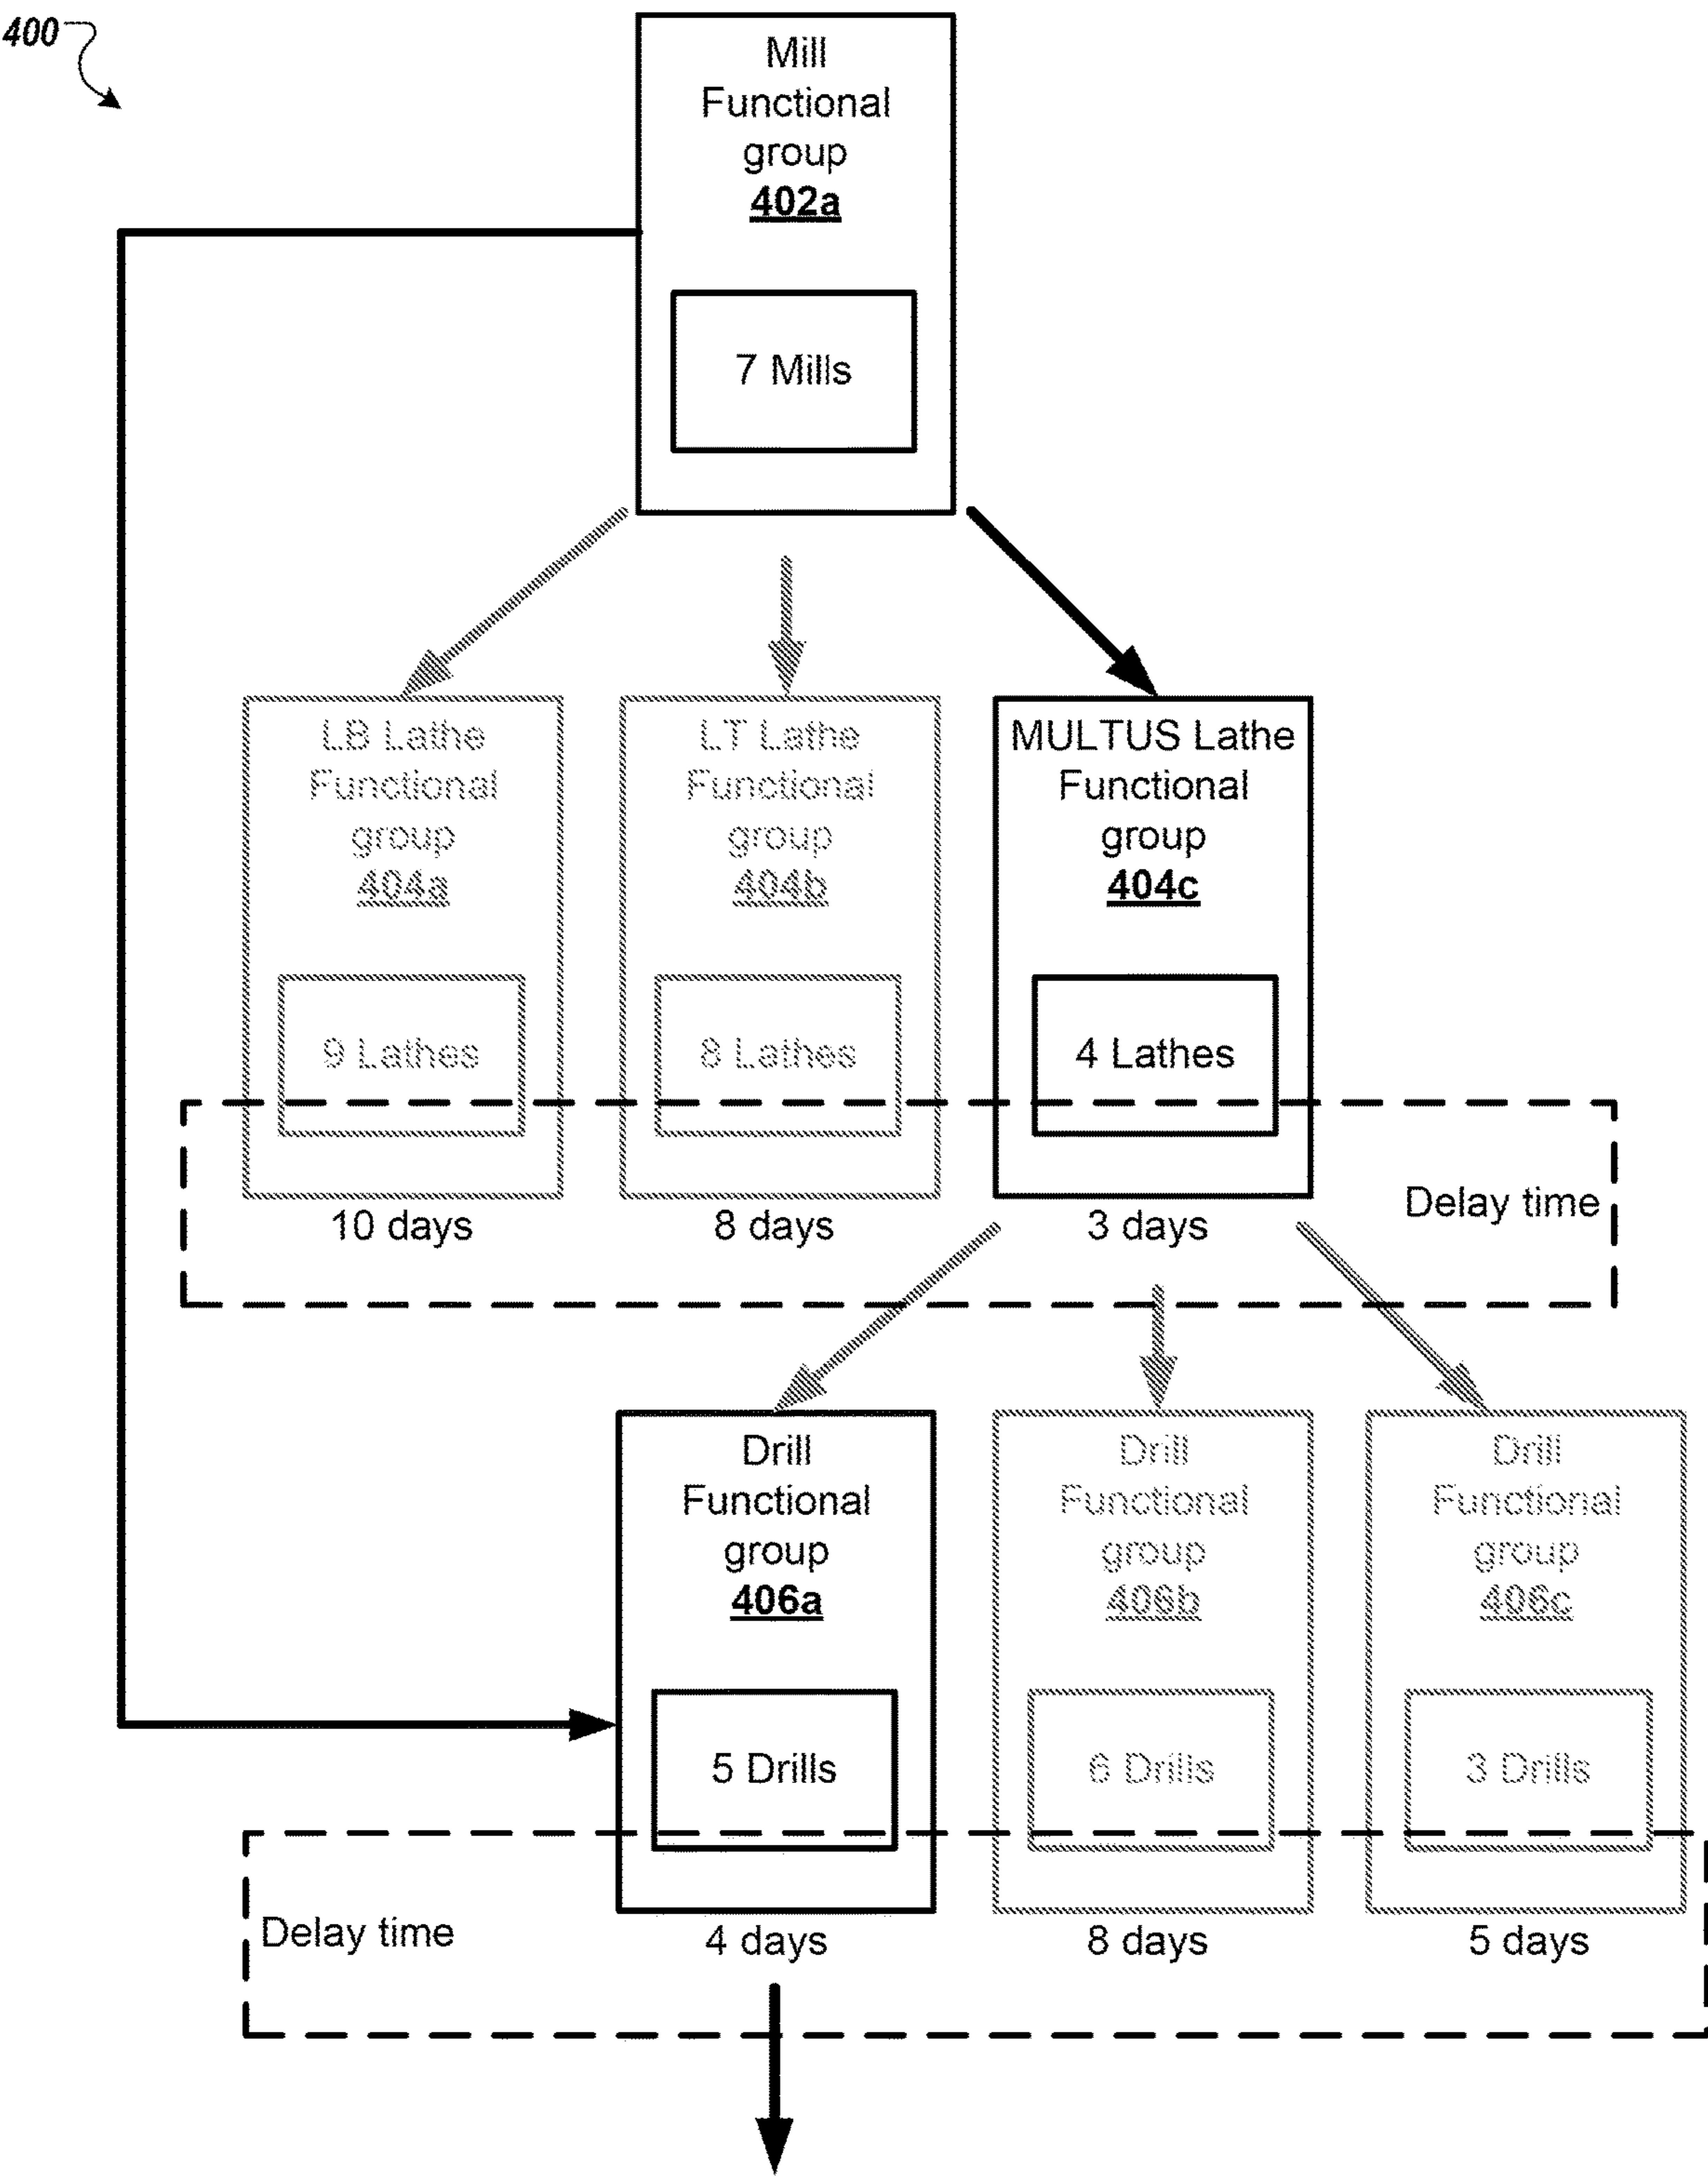 400
Mill
Functional
group
402a
7 Mills
LB Lathe
Functional
group
404a
9 Lathes
LT Lathe
Functional
group
404b
8 Lathes
MULTUS Lathe
Functional
group
404c
4 Lathes
Delay time
10 days
8 days
3 days
Drill
Functional
group
406a
5 Drills
Drill
Functional
group
406b
6 Drills
Drill
Functional
group
406c
3 Drills
Delay time
4 days
8 days
5 days